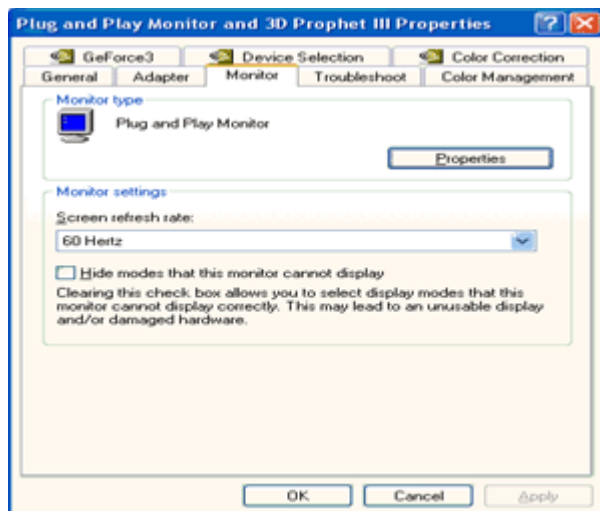 Plug and Play Monitor and 3D Prophet III Properties
GeForce3 Device Selection Color Correction
General Adapter Monitor Troubleshoot Color Management
Monitor type
Plug and Play Monitor
Properties
Monitor settings
Screen refresh rate:
60 Hertz
Hide modes that this monitor cannot display
Clearing this check box allows you to select display modes that this
monitor cannot display correctly. This may lead to an unusable display
and/or damaged hardware.
OK Cancel Apply